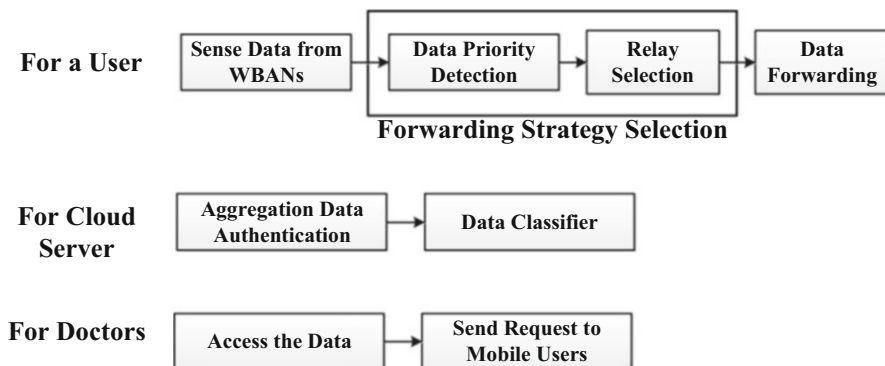 For a User
Sense Data from
WBANs
Data Priority
Detection
Relay
Selection
Data
Forwarding
Forwarding Strategy Selection
For Cloud
Server
Aggregation Data
Authentication
Data Classifier
For Doctors
Access the Data
Send Request to
Mobile Users